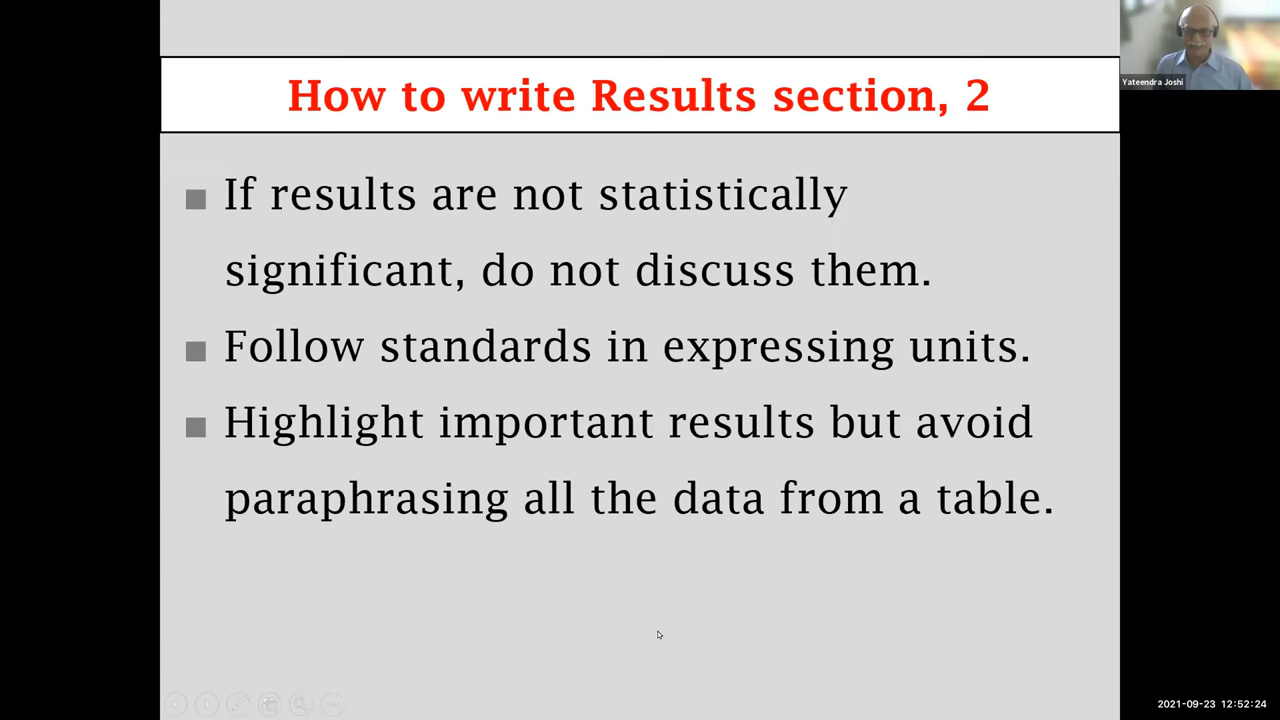 How to write Results section, 2
Yateendra Joshi
If results are not statistically
significant, do not discuss them.
Follow standards in expressing units.
Highlight important results but avoid
paraphrasing all the data from a table.
2021-09-23 12:52:24